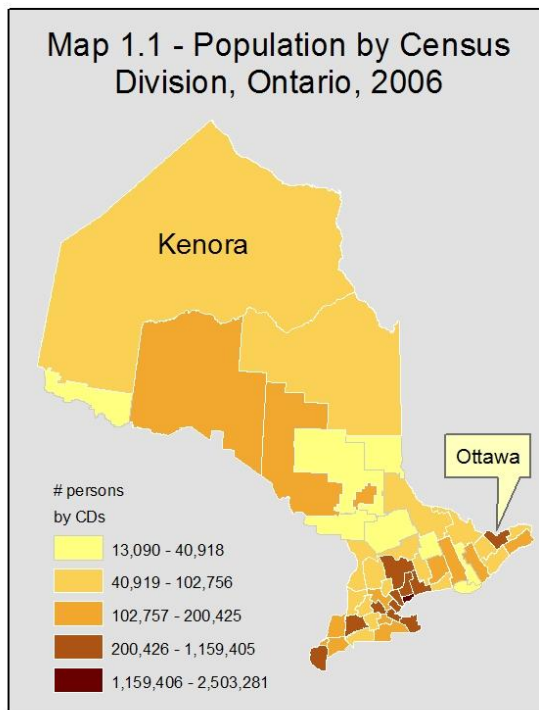 Map 1.1 - Population by Census
Division, Ontario, 2006
Kenora
Ottawa
# persons
by CDs
13,090 - 40,918
40,919 - 102,756
102,757 - 200,425
200,426 - 1,159,405
1,159,406 - 2,503,281